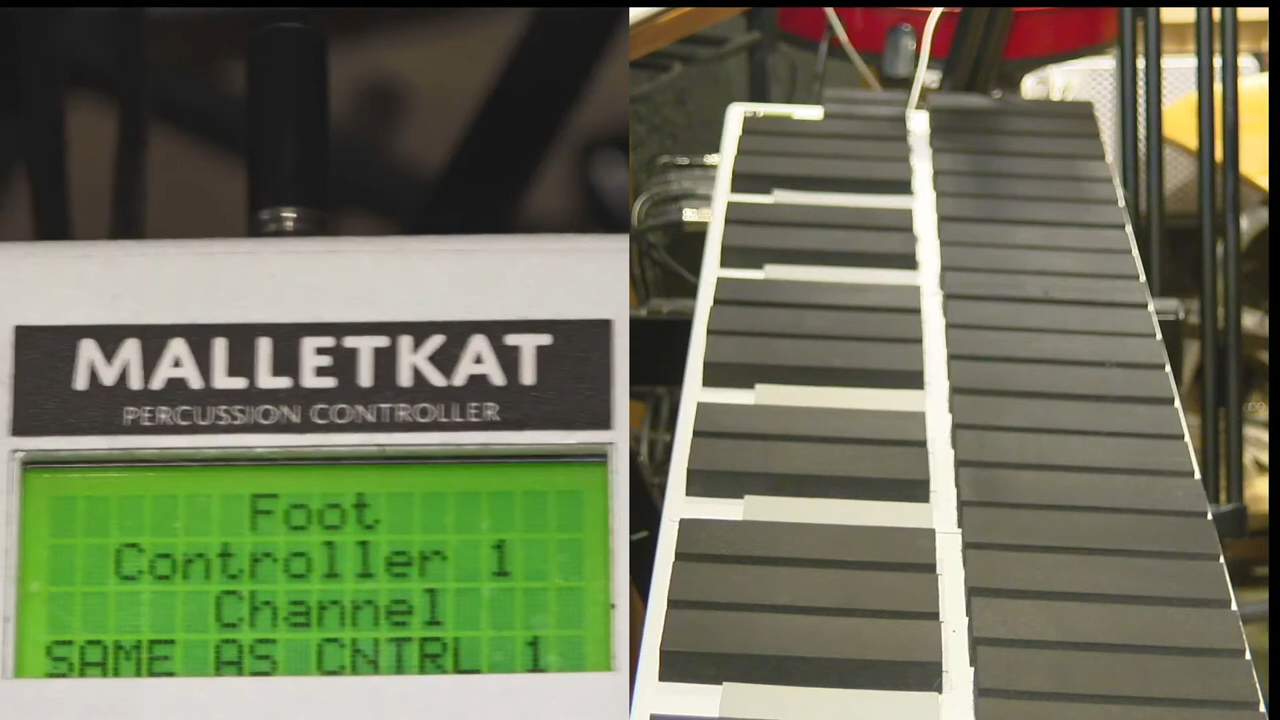 MALLETKAT
PERCUSSION CONTROLLER
Foot
Controller 1
Channel
SAME AS CNTRL 1